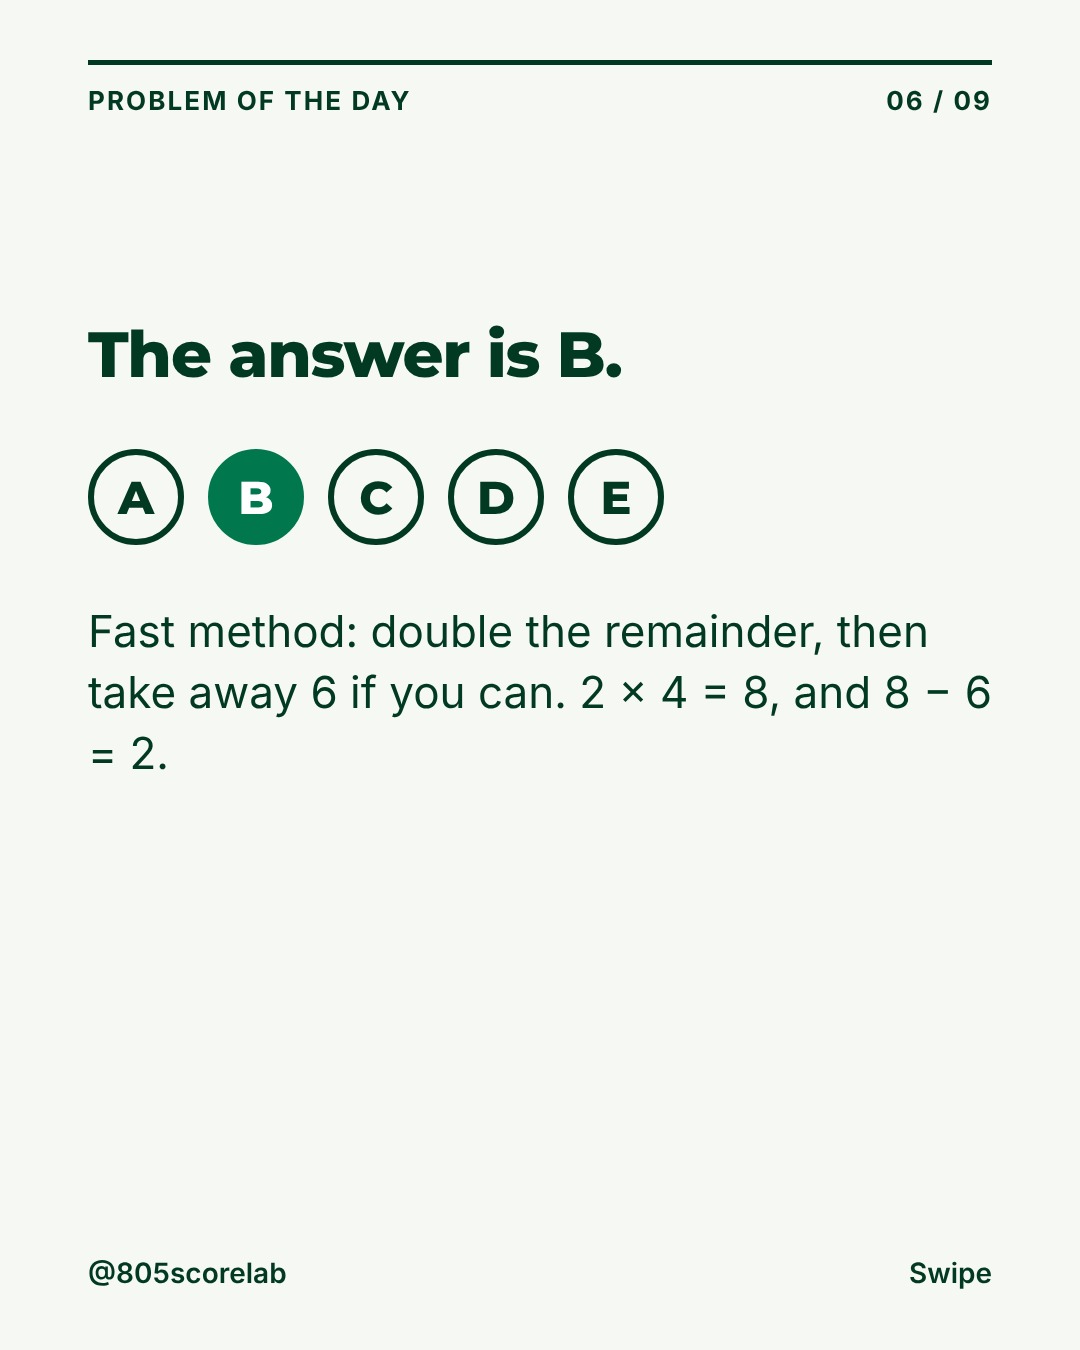 PROBLEM OF THE DAY
06 / 09
The answer is B.
A B C D E
Fast method: double the remainder, then
take away 6 if you can. 2 × 4 = 8, and 8 − 6
= 2.
@805scorelab
Swipe